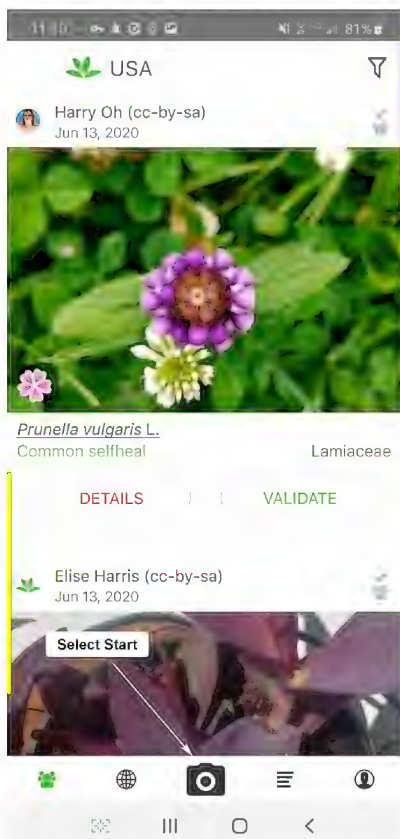 81%
USA
Harry Oh (cc-by-sa)
Jun 13, 2020
Prunella vulgaris L.
Common selfheal Lamiaceae
DETAILS VALIDATE
Elise Harris (cc-by-sa)
Jun 13, 2020
Select Start